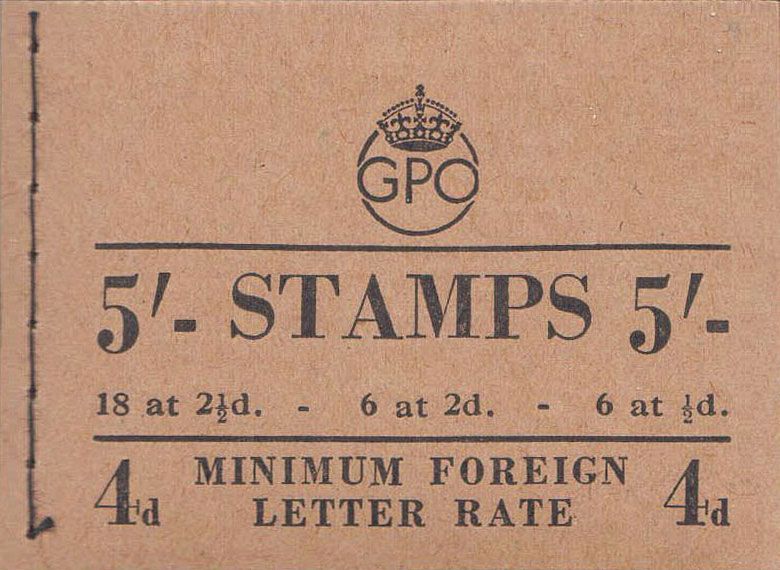 GPO
5/- STAMPS 5/-
18 at 2½d. - 6 at 2d. - 6 at ½d.
4d MINIMUM FOREIGN 4d
LETTER RATE